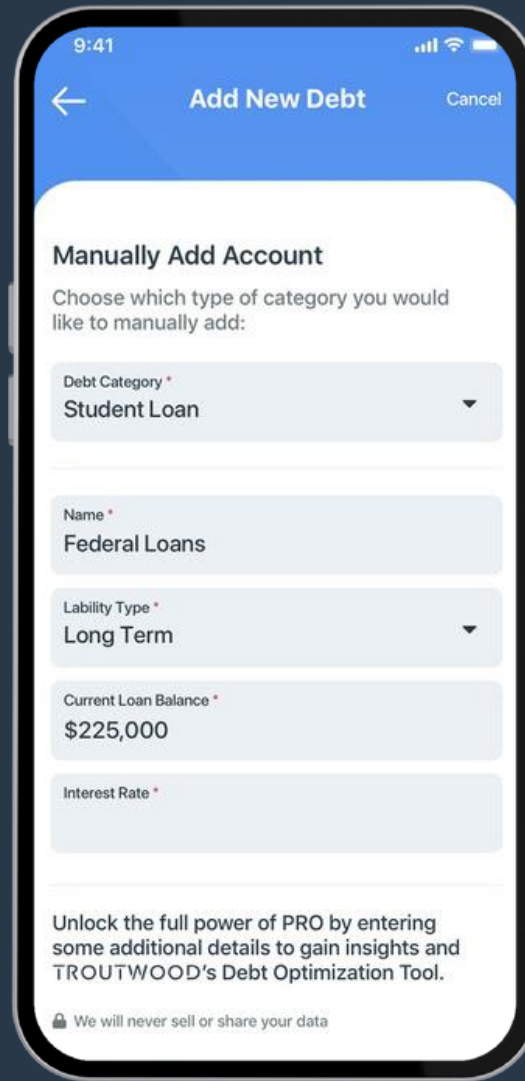 9:41
Add New Debt
Cancel
Manually Add Account
Choose which type of category you would
like to manually add:
Debt Category *
Student Loan
Name *
Federal Loans
Lability Type *
Long Term
Current Loan Balance *
$225,000
Interest Rate *
Unlock the full power of PRO by entering
some additional details to gain insights and
TROUTWOOD's Debt Optimization Tool.
We will never sell or share your data